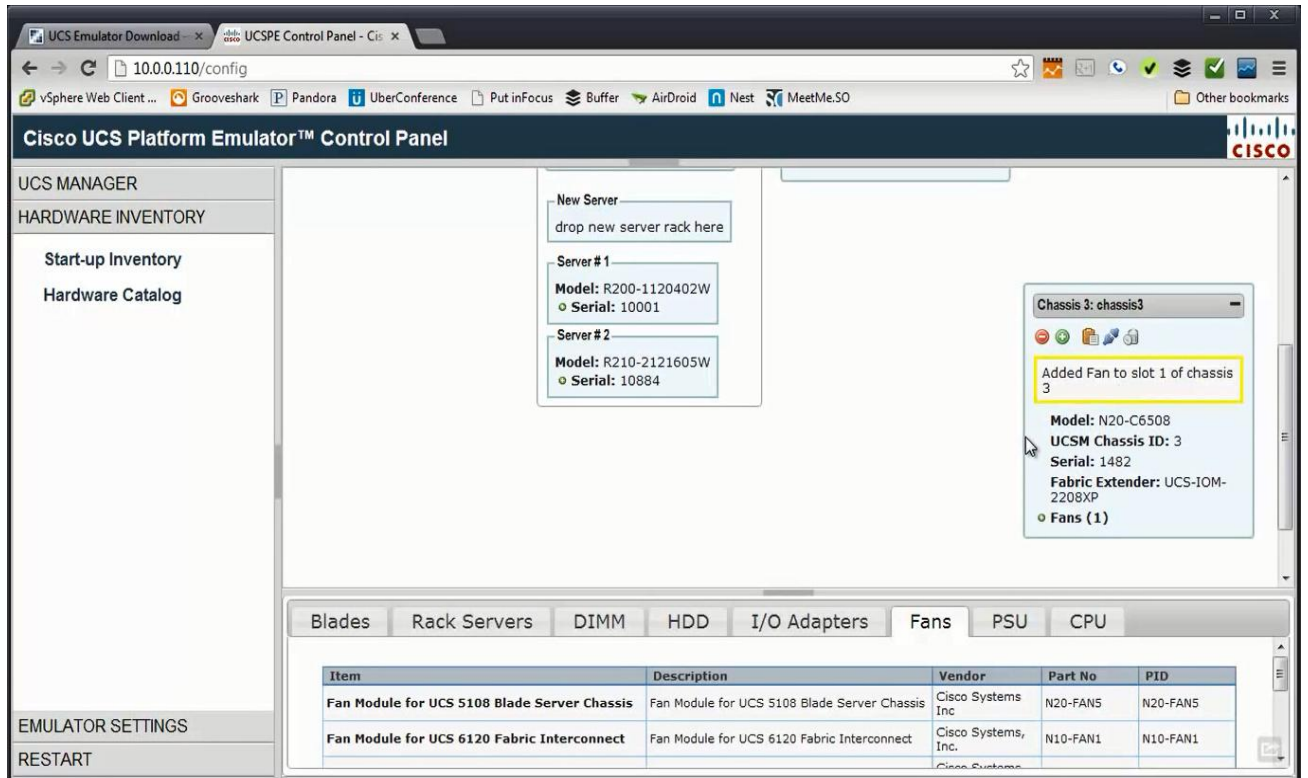 UCS Emulator Download -
UCSPE Control Panel - Cis
10.0.0.110/config
vSphere Web Client ...
Grooveshark
Pandora
UberConference
Put inFocus
Buffer
AirDroid
Nest
MeetMe.SO
Other bookmarks
Cisco UCS Platform Emulator™ Control Panel
CISCO
UCS MANAGER
HARDWARE INVENTORY
Start-up Inventory
Hardware Catalog
EMULATOR SETTINGS
RESTART
New Server
drop new server rack here
Server # 1
Model: R200-1120402W
Serial: 10001
Server # 2
Model: R210-2121605W
Serial: 10884
Chassis 3: chassis3
Added Fan to slot 1 of chassis
3
Model: N20-C6508
UCSM Chassis ID: 3
Serial: 1482
Fabric Extender: UCS-IOM-
2208XP
Fans (1)
Blades Rack Servers DIMM HDD I/O Adapters Fans PSU CPU
Item Description Vendor Part No PID
Fan Module for UCS 5108 Blade Server Chassis Fan Module for UCS 5108 Blade Server Chassis Cisco Systems
Inc N20-FAN5 N20-FAN5
Fan Module for UCS 6120 Fabric Interconnect Fan Module for UCS 6120 Fabric Interconnect Cisco Systems,
Inc. N10-FAN1 N10-FAN1
Cisco Systems